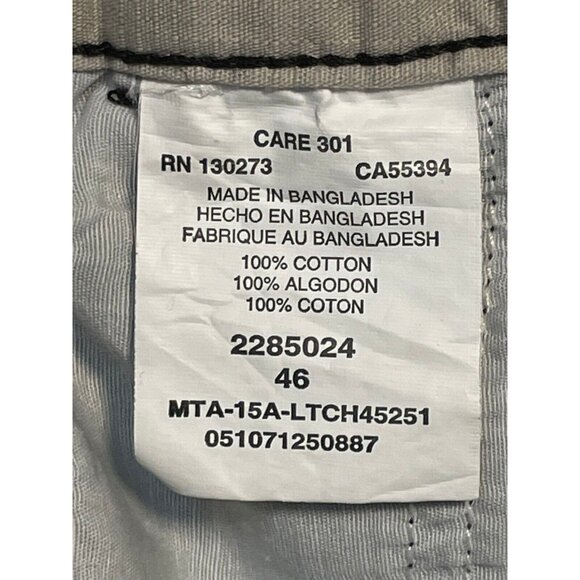 CARE 301
RN 130273 CA55394
MADE IN BANGLADESH
HECHO EN BANGLADESH
FABRIQUE AU BANGLADESH
100% COTTON
100% ALGODON
100% COTON
2285024
46
MTA-15A-LTCH45251
051071250887